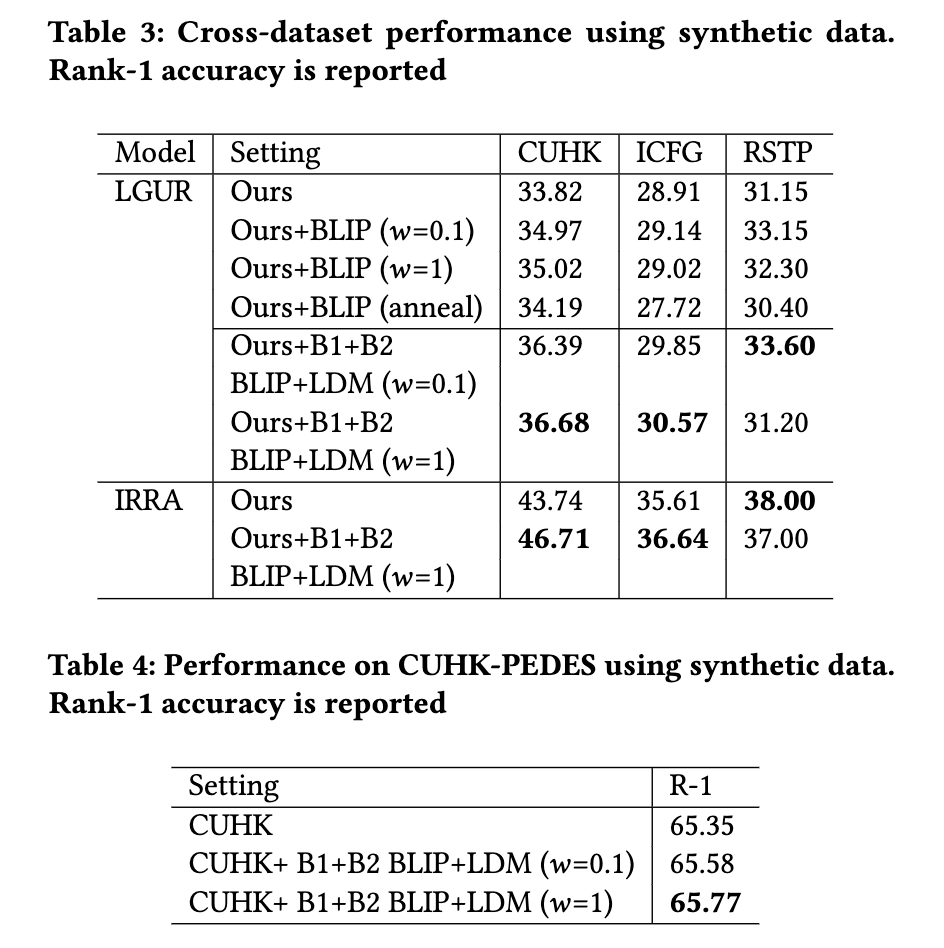 Table 3: Cross-dataset performance using synthetic data.
Rank-1 accuracy is reported
Model Setting CUHK ICFG RSTP
LGUR Ours 33.82 28.91 31.15
Ours+BLIP (w=0.1) 34.97 29.14 33.15
Ours+BLIP (w=1) 35.02 29.02 32.30
Ours+BLIP (anneal) 34.19 27.72 30.40
Ours+B1+B2 36.39 29.85 33.60
BLIP+LDM (w=0.1)
Ours+B1+B2 36.68 30.57 31.20
BLIP+LDM (w=1)
IRRA Ours 43.74 35.61 38.00
Ours+B1+B2 46.71 36.64 37.00
BLIP+LDM (w=1)
Table 4: Performance on CUHK-PEDES using synthetic data.
Rank-1 accuracy is reported
Setting R-1
CUHK 65.35
CUHK+ B1+B2 BLIP+LDM (w=0.1) 65.58
CUHK+ B1+B2 BLIP+LDM (w=1) 65.77